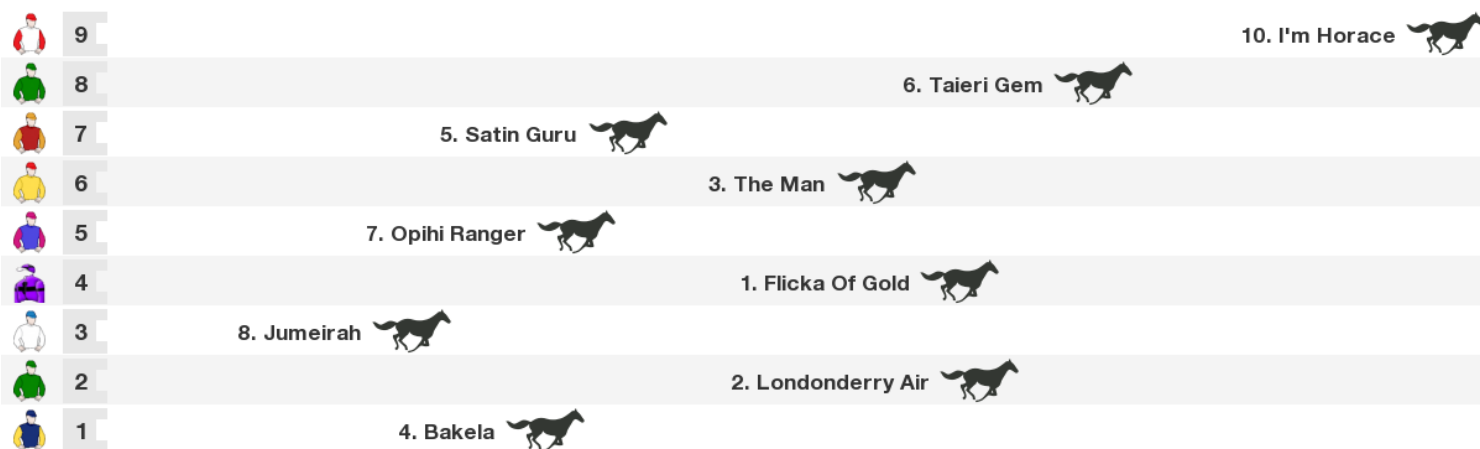 9 10. I'm Horace
8 6. Taieri Gem
7 5. Satin Guru
6 3. The Man
5 7. Opihi Ranger
4 1. Flicka Of Gold
3 8. Jumeirah
2 2. Londonderry Air
1 4. Bakela